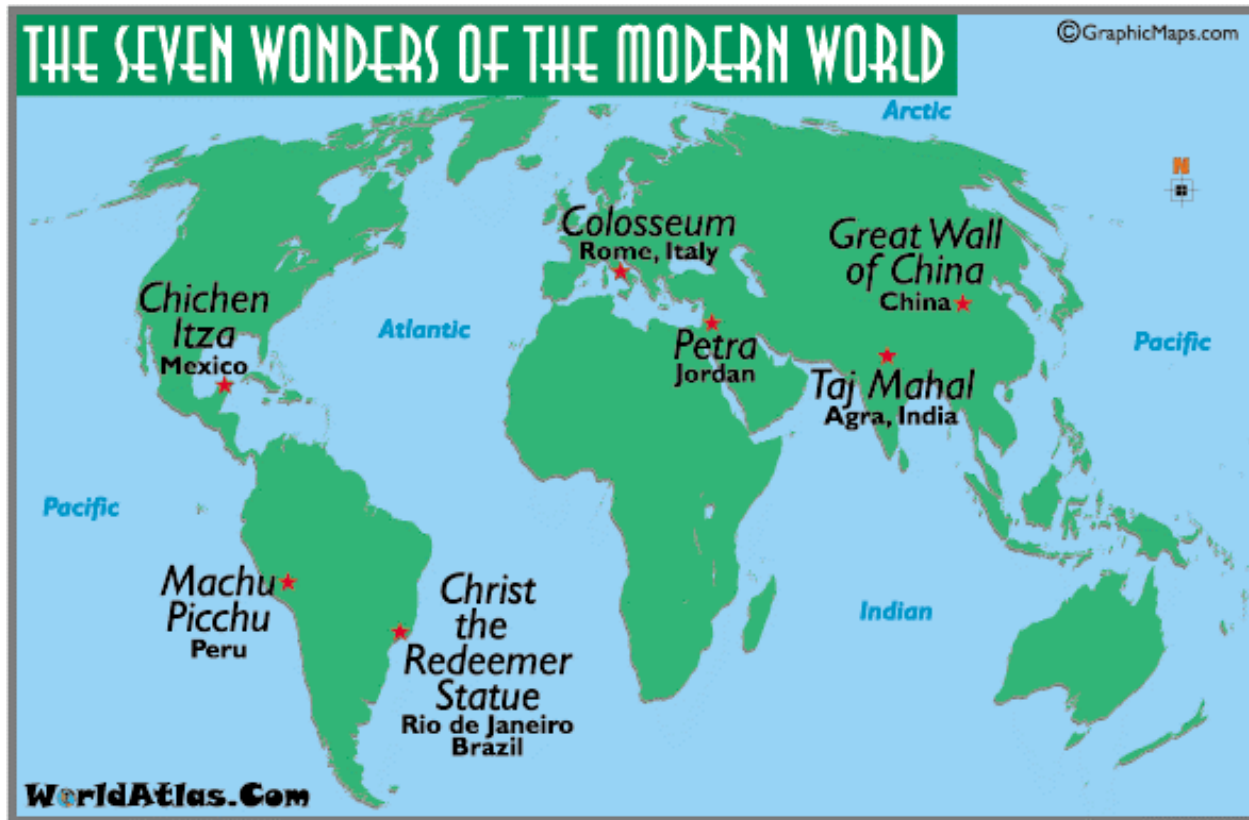 THE SEVEN WONDERS OF THE MODERN WORLD
©GraphicMaps.com
Arctic
N
Colosseum
Rome, Italy
Great Wall
of China
China
Chichen
Itza
Mexico
Atlantic
Petra
Jordan
Pacific
Taj Mahal
Agra, India
Pacific
Machu
Picchu
Peru
Christ
the
Redeemer
Statue
Rio de Janeiro
Brazil
Indian
WorldAtlas.Com